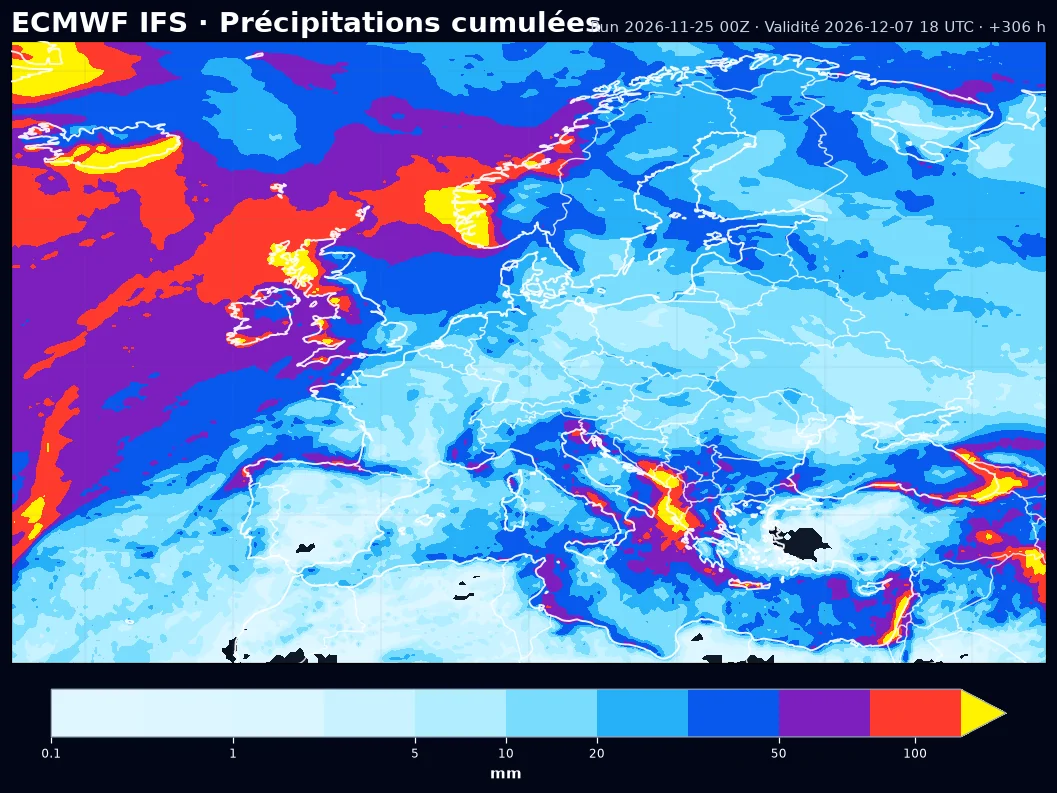 ECMWF IFS · Précipitations cumulées
Run 2026-11-25 00Z · Validité 2026-12-07 18 UTC · +306 h
0.1 1 5 10 20 50 100
mm